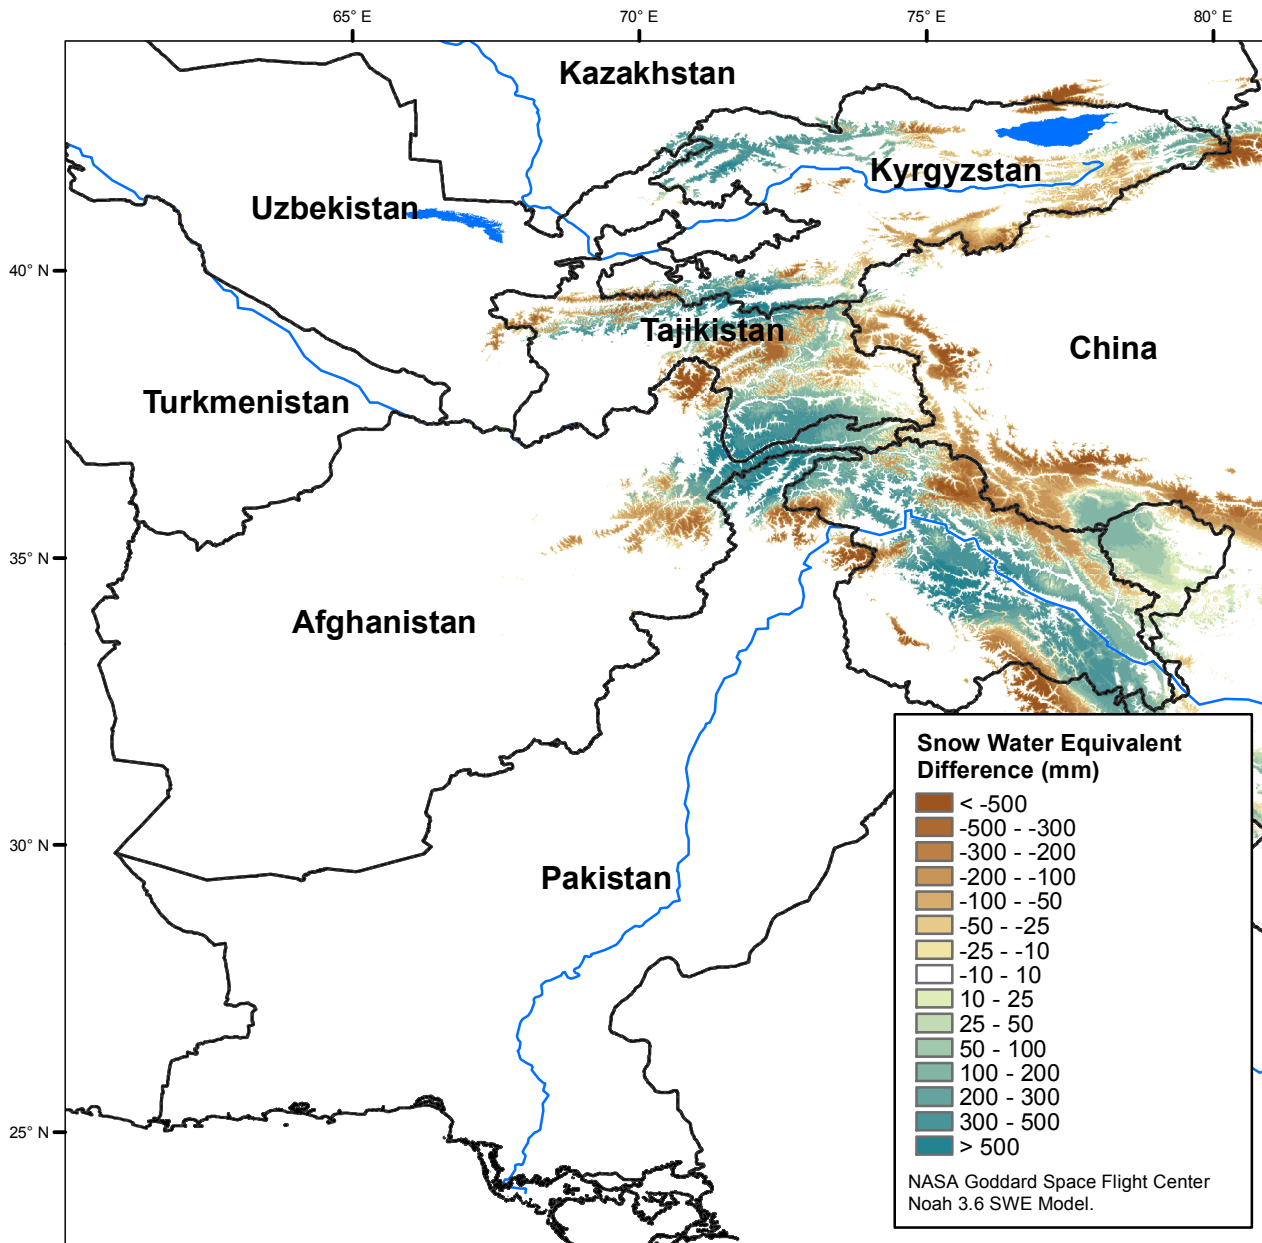 65° E
70° E
75° E
80° E
Kazakhstan
Kyrgyzstan
Uzbekistan
40° N
Tajikistan
China
Turkmenistan
35° N
Afghanistan
30° N
Pakistan
25° N
Snow Water Equivalent
Difference (mm)
< -500
-500 - -300
-300 - -200
-200 - -100
-100 - -50
-50 - -25
-25 - -10
-10 - 10
10 - 25
25 - 50
50 - 100
100 - 200
200 - 300
300 - 500
> 500
NASA Goddard Space Flight Center
Noah 3.6 SWE Model.